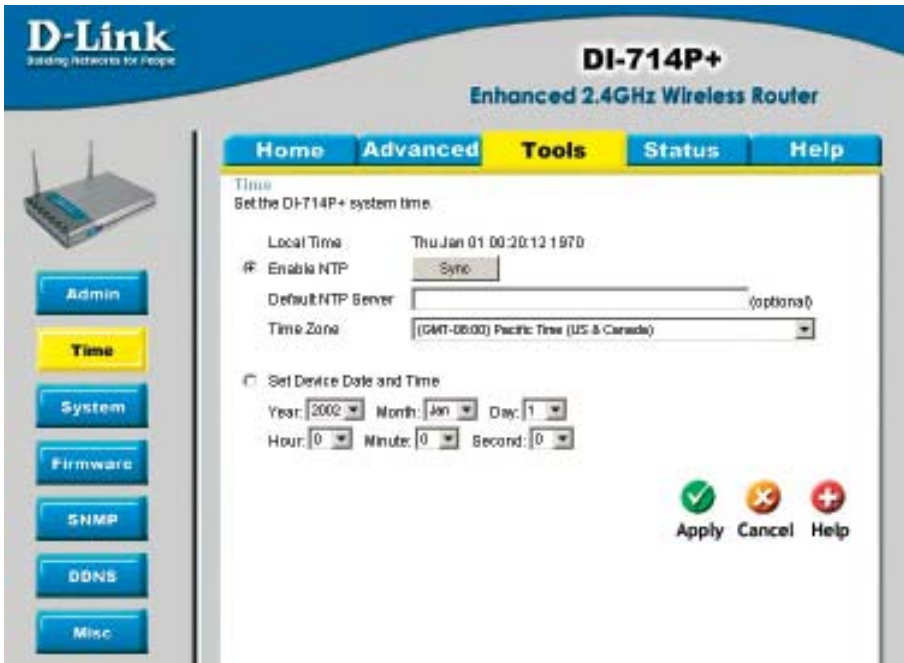 D-Link
Building Networks for People
DI-714P+
Enhanced 2.4GHz Wireless Router
Home Advanced Tools Status Help
Time
Set the DI-714P+ system time.
Local Time Thu Jan 01 00:20:12 1970
Enable NTP Sync
Default NTP Server (optional)
Time Zone (GMT-08:00) Pacific Time (US & Canada)
Set Device Date and Time
Year: 2002 Month: Jan Day: 1
Hour: 0 Minute: 0 Second: 0
Apply Cancel Help
Admin
Time
System
Firmware
SNMP
DDNS
Misc